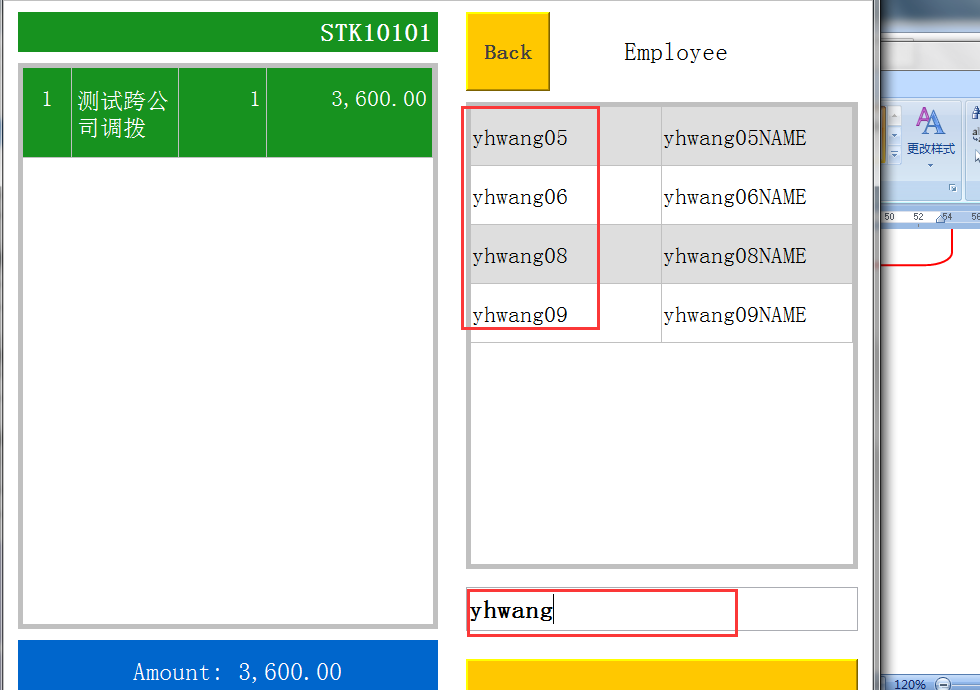 STK10101
1 测试跨公司调拨 1 3,600.00
Amount: 3,600.00
Back
Employee
yhwang05 yhwang05NAME
yhwang06 yhwang06NAME
yhwang08 yhwang08NAME
yhwang09 yhwang09NAME
yhwang
更改样式
50 52 54 56
120%